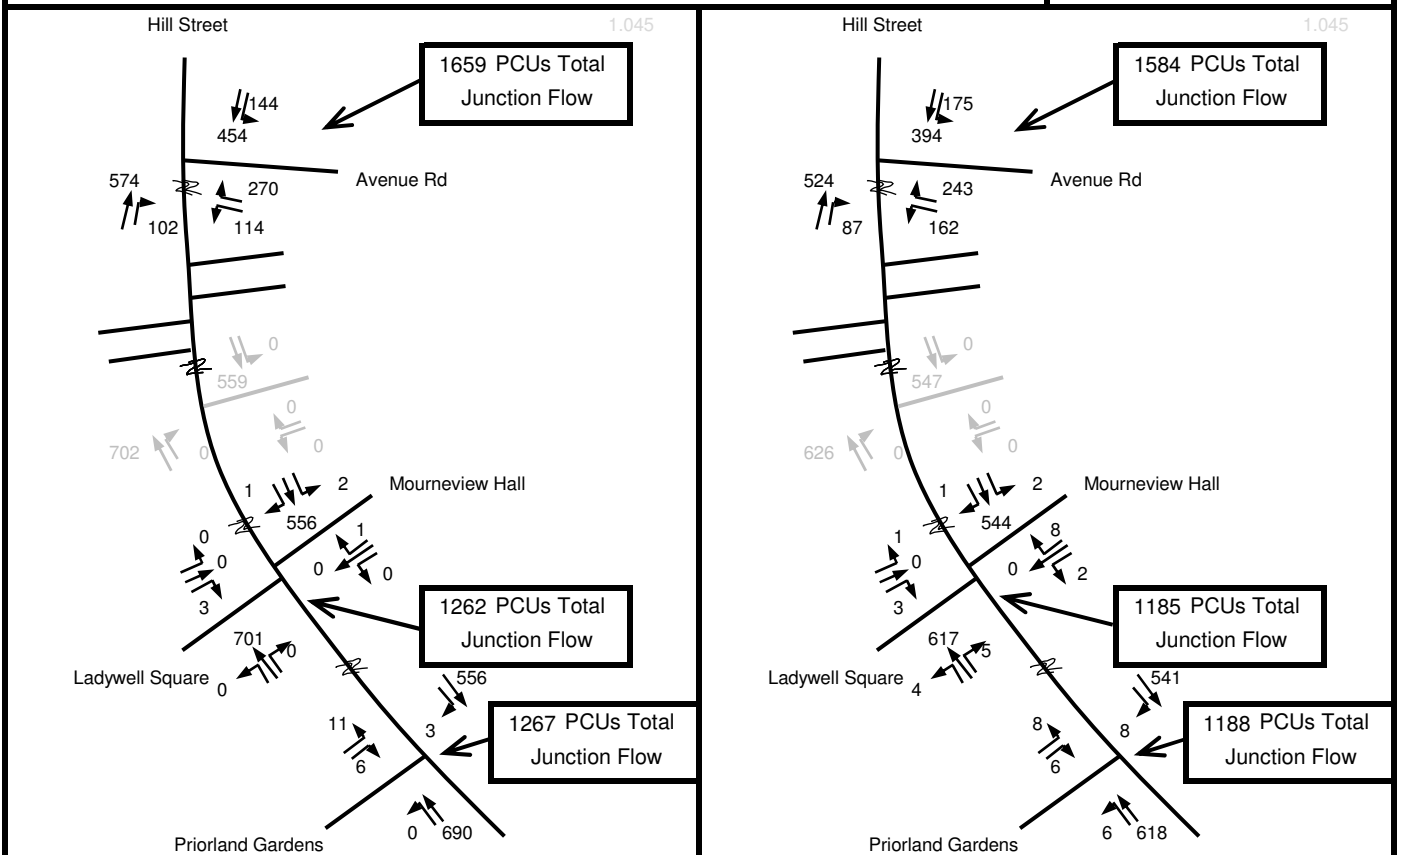 Hill Street
1.045
1659 PCUs Total
Junction Flow
144
454
Avenue Rd
574
270
102
114
0
559
0
702
0
0
Mourneview Hall
1
2
556
0
1
0
0
0
3
1262 PCUs Total
Junction Flow
701
0
Ladywell Square
0
556
1267 PCUs Total
Junction Flow
11
3
6
0
690
Priorland Gardens
Hill Street
1.045
1584 PCUs Total
Junction Flow
175
394
Avenue Rd
524
243
87
162
0
547
0
626
0
0
Mourneview Hall
1
2
544
1
8
0
0
2
3
1185 PCUs Total
Junction Flow
617
5
Ladywell Square
4
541
1188 PCUs Total
Junction Flow
8
8
6
6
618
Priorland Gardens